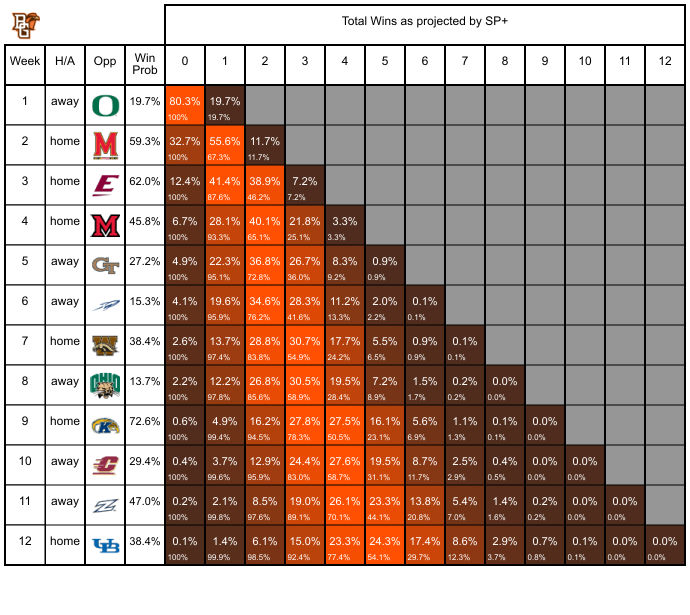 BG
Total Wins as projected by SP+
Week H/A Opp Win Prob 0 1 2 3 4 5 6 7 8 9 10 11 12
1 away O 19.7% 80.3% 19.7%
100% 19.7%
2 home M 59.3% 32.7% 55.6% 11.7%
100% 67.3% 11.7%
3 home E 62.0% 12.4% 41.4% 38.9% 7.2%
100% 87.6% 46.2% 7.2%
4 home M 45.8% 6.7% 28.1% 40.1% 21.8% 3.3%
100% 93.3% 65.1% 25.1% 3.3%
5 away GT 27.2% 4.9% 22.3% 36.8% 26.7% 8.3% 0.9%
100% 95.1% 72.8% 36.0% 9.2% 0.9%
6 away 15.3% 4.1% 19.6% 34.6% 28.3% 11.2% 2.0% 0.1%
100% 95.9% 76.2% 41.6% 13.3% 2.2% 0.1%
7 home W 38.4% 2.6% 13.7% 28.8% 30.7% 17.7% 5.5% 0.9% 0.1%
100% 97.4% 83.8% 54.9% 24.2% 6.5% 0.9% 0.1%
8 away OHIO 13.7% 2.2% 12.2% 26.8% 30.5% 19.5% 7.2% 1.5% 0.2% 0.0%
100% 97.8% 85.6% 58.9% 28.4% 8.9% 1.7% 0.2% 0.0%
9 home K 72.6% 0.6% 4.9% 16.2% 27.8% 27.5% 16.1% 5.6% 1.1% 0.1% 0.0%
100% 99.4% 94.5% 78.3% 50.5% 23.1% 6.9% 1.3% 0.1% 0.0%
10 away C 29.4% 0.4% 3.7% 12.9% 24.4% 27.6% 19.5% 8.7% 2.5% 0.4% 0.0% 0.0%
100% 99.6% 95.9% 83.0% 58.7% 31.1% 11.7% 2.9% 0.5% 0.0% 0.0%
11 away Z 47.0% 0.2% 2.1% 8.5% 19.0% 26.1% 23.3% 13.8% 5.4% 1.4% 0.2% 0.0% 0.0%
100% 99.8% 97.6% 89.1% 70.1% 44.1% 20.8% 7.0% 1.6% 0.2% 0.0% 0.0%
12 home UB 38.4% 0.1% 1.4% 6.1% 15.0% 23.3% 24.3% 17.4% 8.6% 2.9% 0.7% 0.1% 0.0% 0.0%
100% 99.9% 98.5% 92.4% 77.4% 54.1% 29.7% 12.3% 3.7% 0.8% 0.1% 0.0% 0.0%